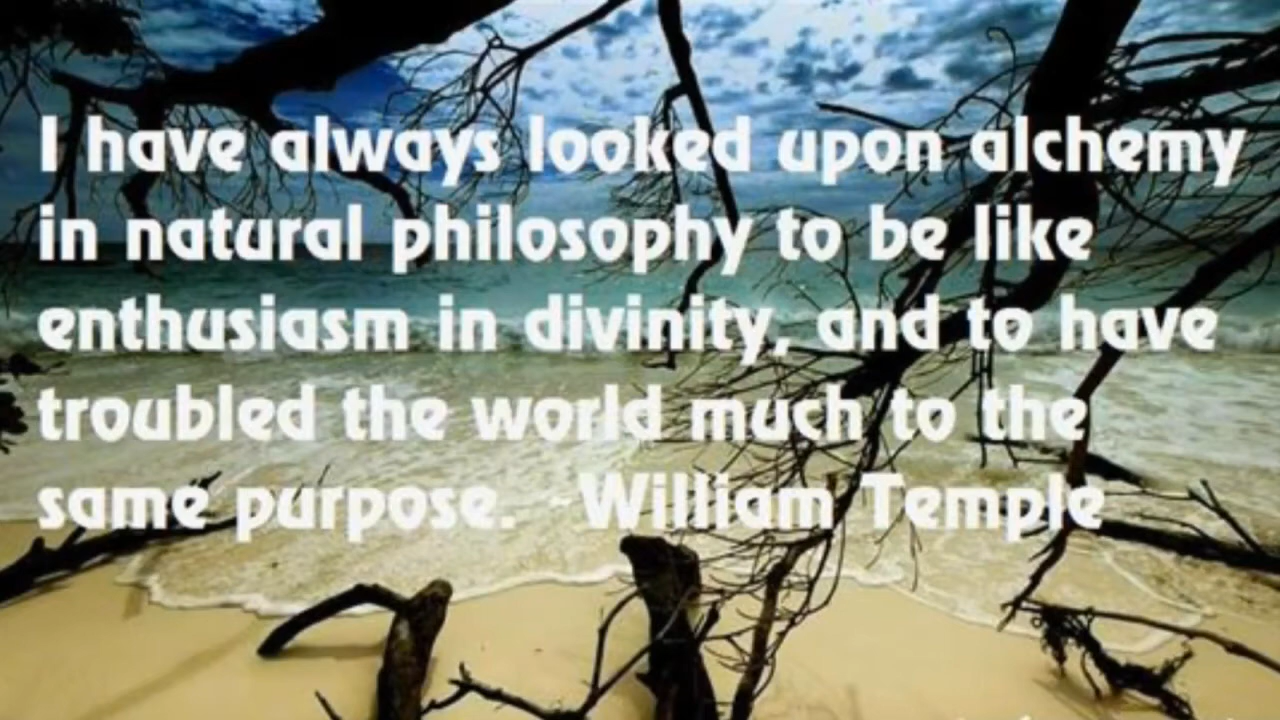 I have always looked upon alchemy
in natural philosophy to be like
enthusiasm in divinity, and to have
troubled the world much to the
same purpose. -William Temple